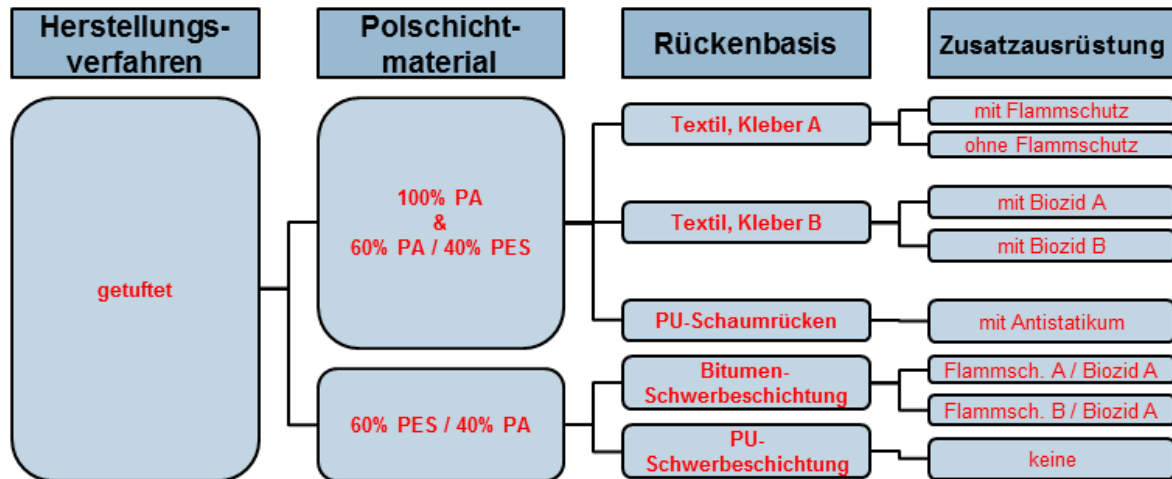 Herstellungs-
verfahren
Polschicht-
material
Rückenbasis
Zusatzausrüstung
getuftet
100% PA
&
60% PA / 40% PES
60% PES / 40% PA
Textil, Kleber A
Textil, Kleber B
PU-Schaumrücken
Bitumen-
Schwerbeschichtung
PU-
Schwerbeschichtung
mit Flammschutz
ohne Flammschutz
mit Biozid A
mit Biozid B
mit Antistatikum
Flammsch. A / Biozid A
Flammsch. B / Biozid A
keine